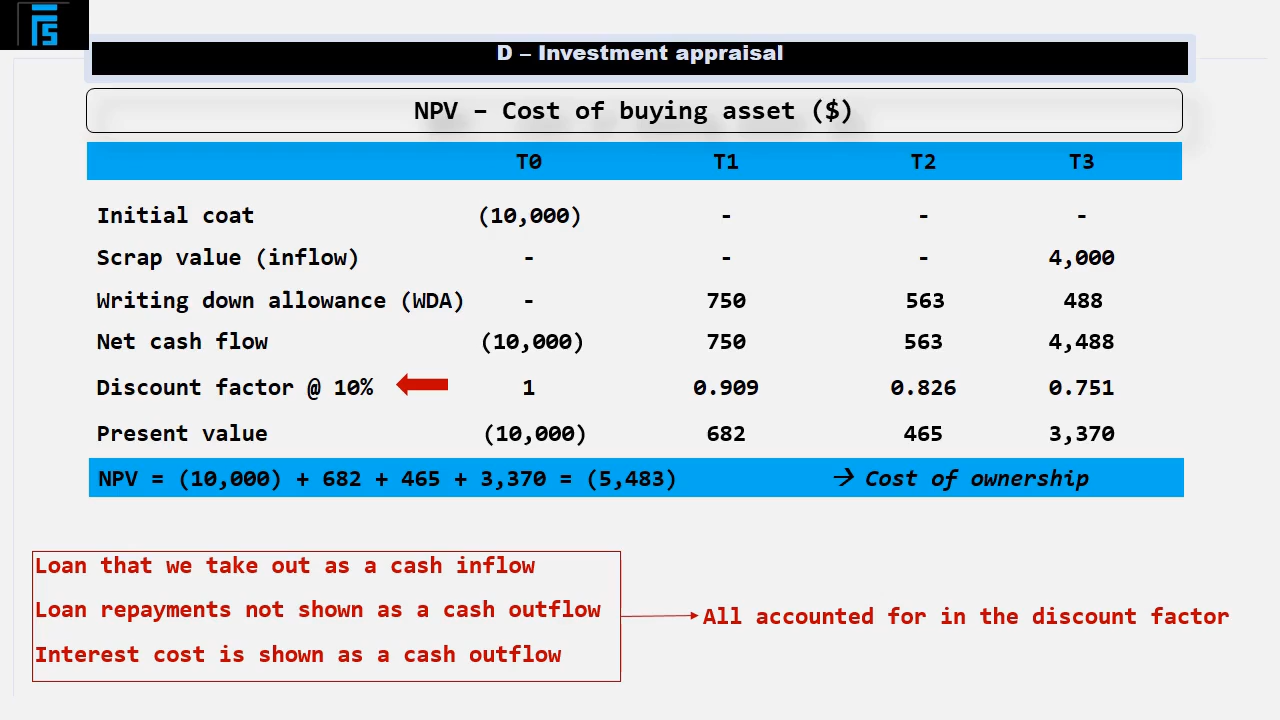 FS
D – Investment appraisal
NPV – Cost of buying asset ($)
T0 T1 T2 T3
Initial coat (10,000) - - -
Scrap value (inflow) - - - 4,000
Writing down allowance (WDA) - 750 563 488
Net cash flow (10,000) 750 563 4,488
Discount factor @ 10% 1 0.909 0.826 0.751
Present value (10,000) 682 465 3,370
NPV = (10,000) + 682 + 465 + 3,370 = (5,483) → Cost of ownership
Loan that we take out as a cash inflow
Loan repayments not shown as a cash outflow
All accounted for in the discount factor
Interest cost is shown as a cash outflow